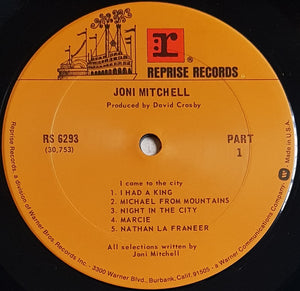 r
REPRISE RECORDS
JONI MITCHELL
Produced by David Crosby
RS 6293
(30,753)
PART
1
I came to the city
1. I HAD A KING
2. MICHAEL FROM MOUNTAINS
3. NIGHT IN THE CITY
4. MARCIE
5. NATHAN LA FRANEER
All selections written by
Joni Mitchell
Reprise Records, a division of Warner Bros. Records Inc. · 3300 Warner Blvd., Burbank, Calif. 91505 · a Warner Communications Company W · Made in U.S.A.